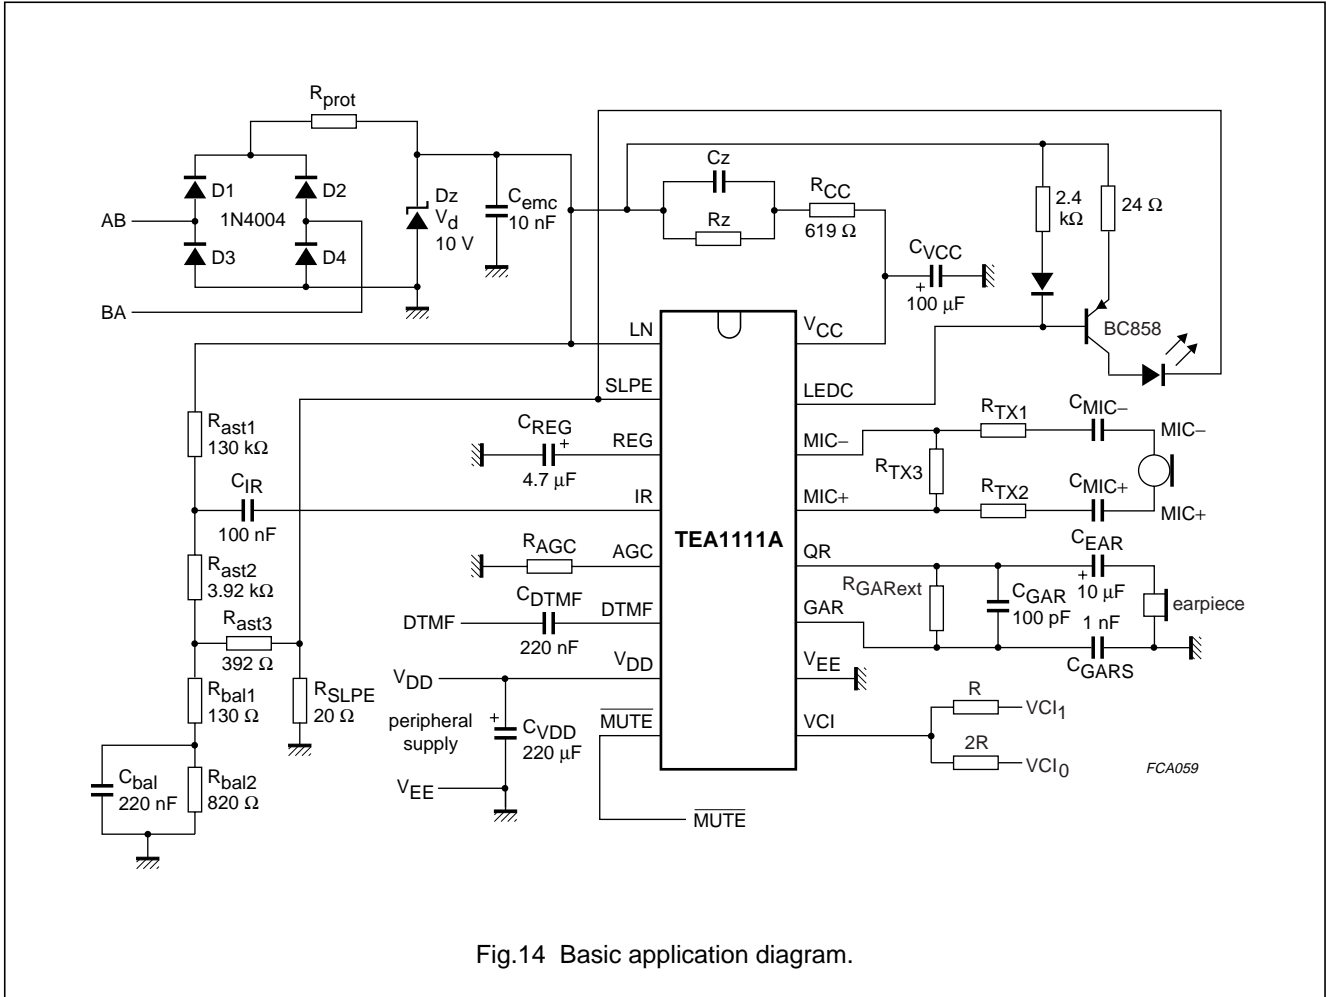 Rprot
D1
D2
1N4004
AB
D3
D4
BA
Dz
Vd
10 V
Cemc
10 nF
Cz
Rz
RCC
619 Ω
CVCC
+
100 μF
2.4
kΩ
24 Ω
BC858
LN
VCC
SLPE
LEDC
REG
MIC−
IR
MIC+
TEA1111A
AGC
QR
DTMF
GAR
VDD
VEE
MUTE
VCI
Rast1
130 kΩ
CIR
100 nF
Rast2
3.92 kΩ
Rast3
392 Ω
Rbal1
130 Ω
RSLPE
20 Ω
Cbal
220 nF
Rbal2
820 Ω
CREG
+
4.7 μF
RAGC
CDTMF
DTMF
220 nF
VDD
peripheral
supply
+
CVDD
220 μF
VEE
MUTE
RTX1
CMIC−
MIC−
RTX3
RTX2
CMIC+
MIC+
CEAR
+
10 μF
RGARext
CGAR
100 pF
earpiece
1 nF
CGARS
R
VCI1
2R
VCI0
FCA059
Fig.14 Basic application diagram.